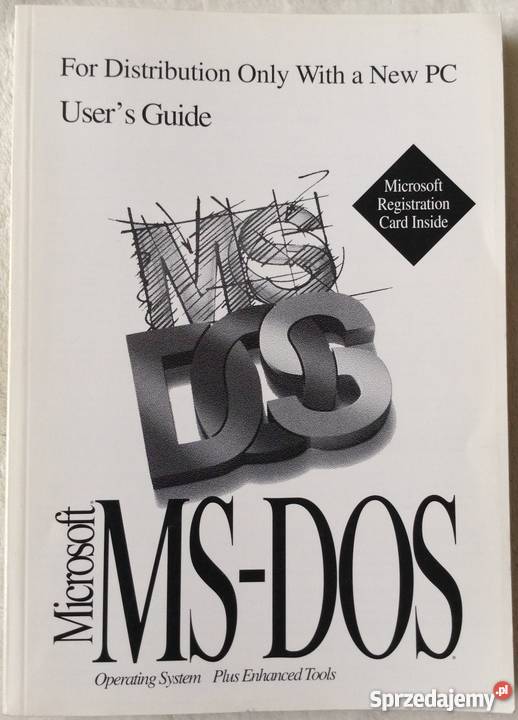 For Distribution Only With a New PC
User's Guide
Microsoft
Registration
Card Inside
MS
DOS
Microsoft®
MS-DOS®
Operating System Plus Enhanced Tools
Sprzedajemy.pl